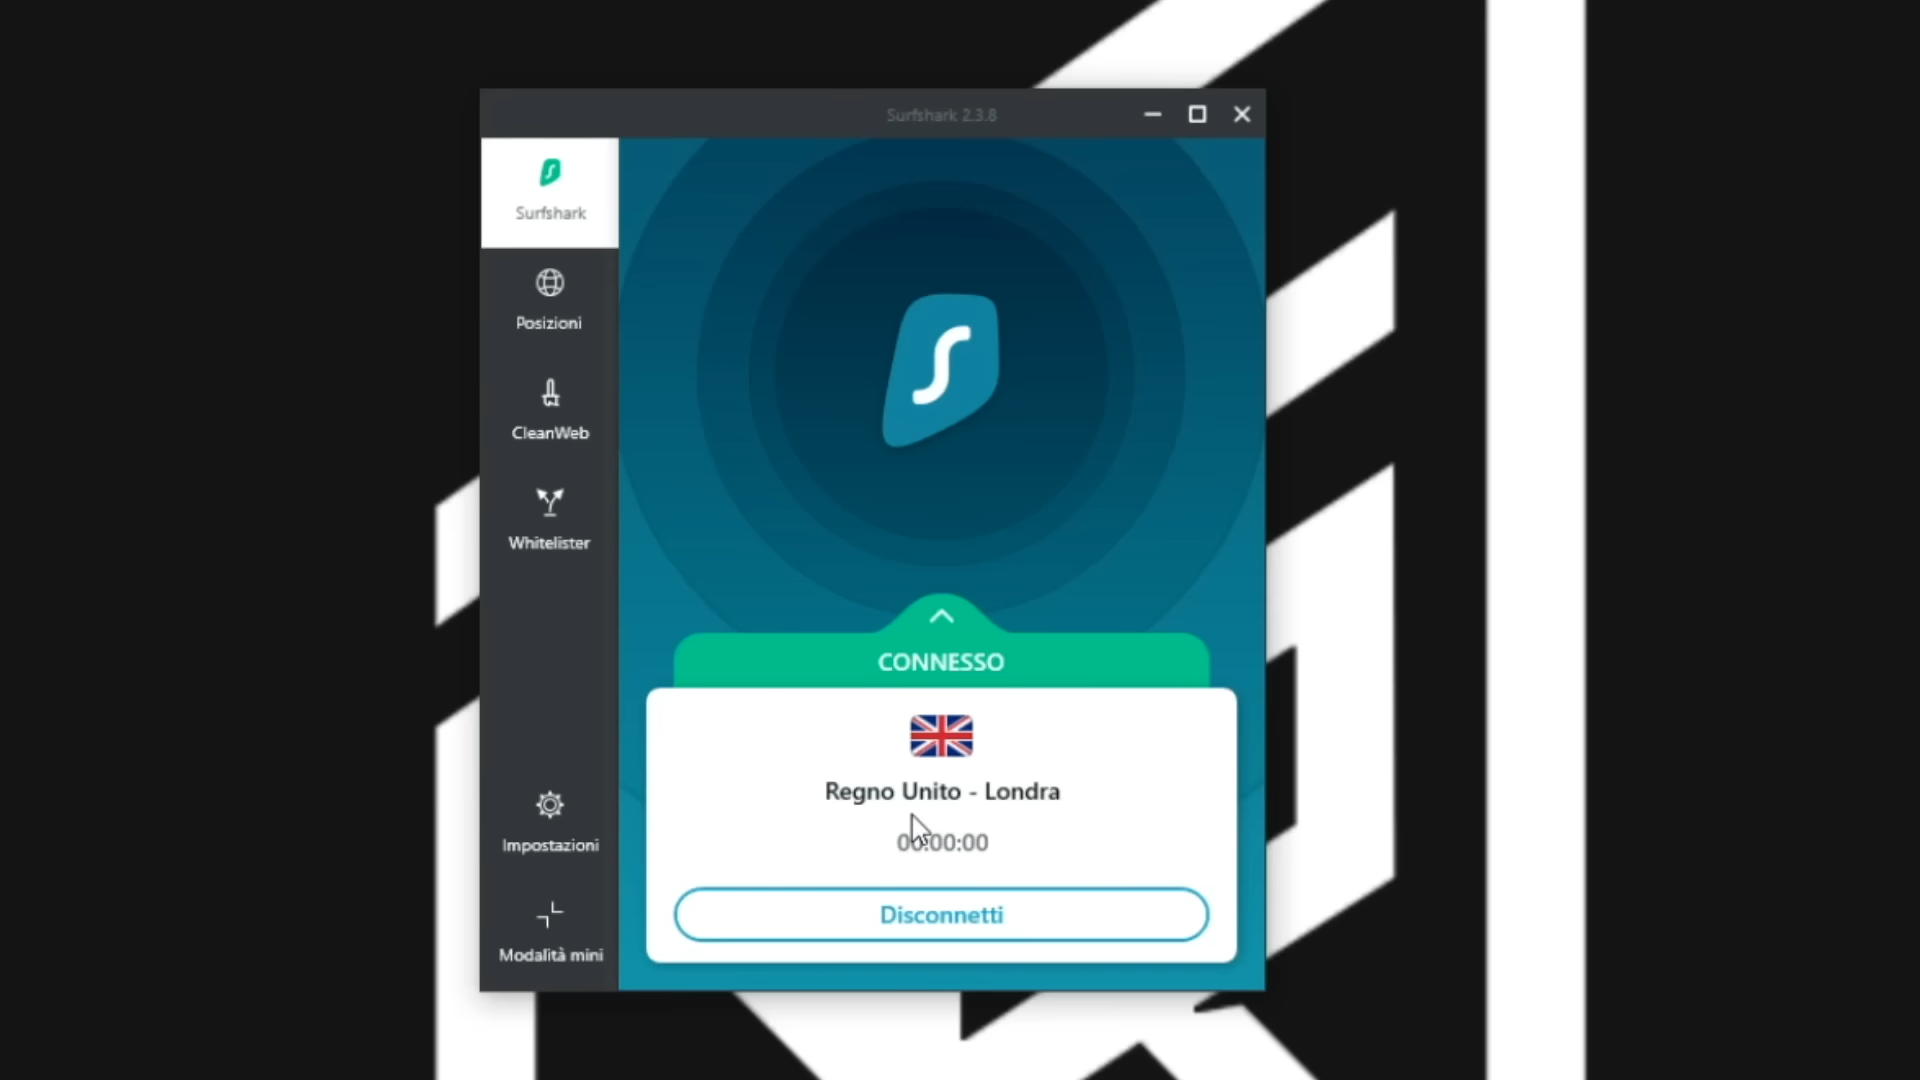 Surfshark 2.3.8
Surfshark
Posizioni
CleanWeb
Whitelister
Impostazioni
Modalità mini
CONNESSO
Regno Unito - Londra
00:00:00
Disconnetti